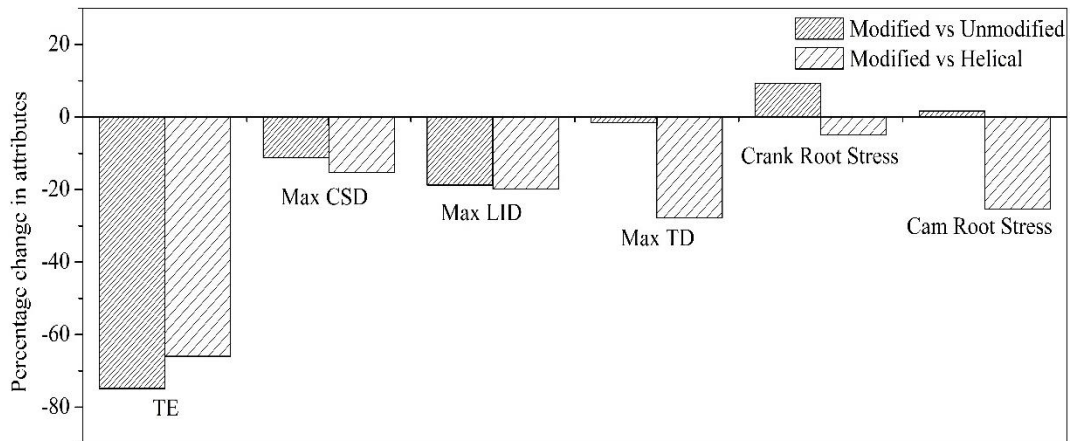 Modified vs Unmodified
Modified vs Helical
Percentage change in attributes
20
0
-20
-40
-60
-80
TE
Max CSD
Max LID
Max TD
Crank Root Stress
Cam Root Stress